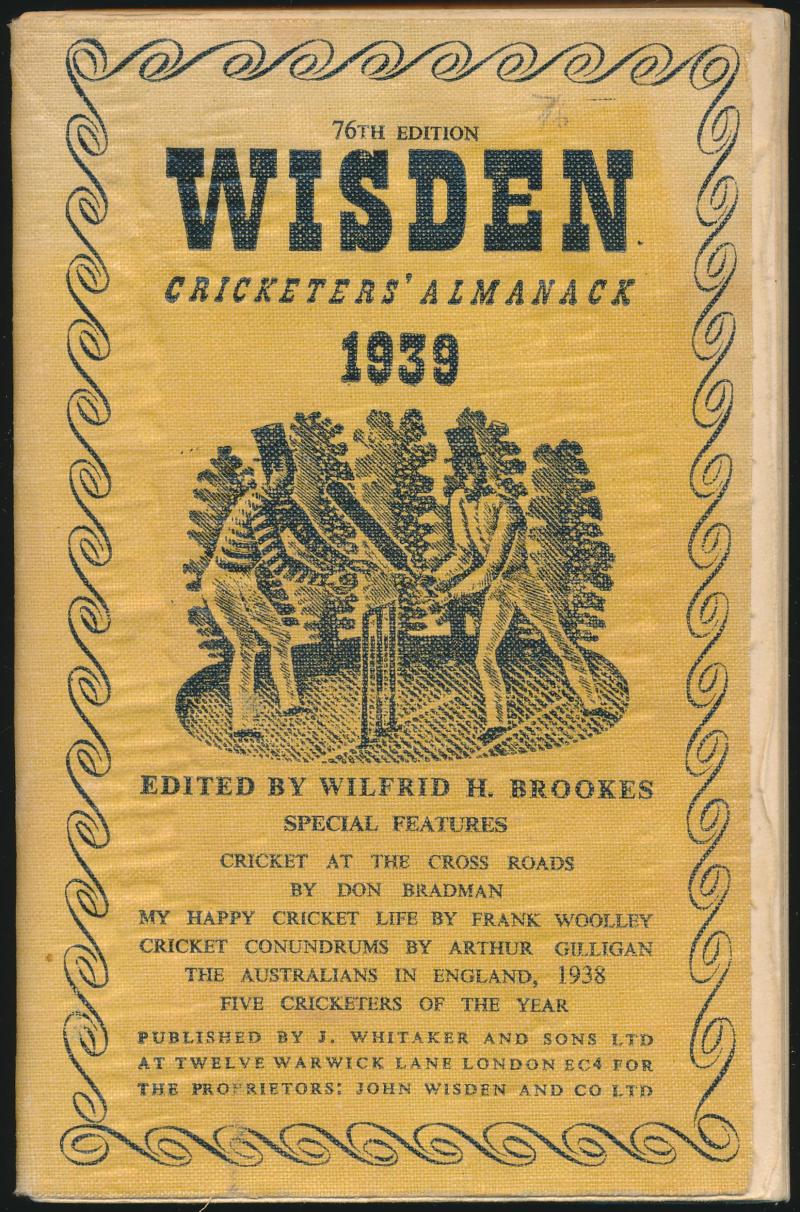 76
76TH EDITION
WISDEN
CRICKETERS' ALMANACK
1939
EDITED BY WILFRID H. BROOKES
SPECIAL FEATURES
CRICKET AT THE CROSS ROADS
BY DON BRADMAN
MY HAPPY CRICKET LIFE BY FRANK WOOLLEY
CRICKET CONUNDRUMS BY ARTHUR GILLIGAN
THE AUSTRALIANS IN ENGLAND, 1938
FIVE CRICKETERS OF THE YEAR
PUBLISHED BY J. WHITAKER AND SONS LTD
AT TWELVE WARWICK LANE LONDON EC4 FOR
THE PROPRIETORS: JOHN WISDEN AND CO LTD